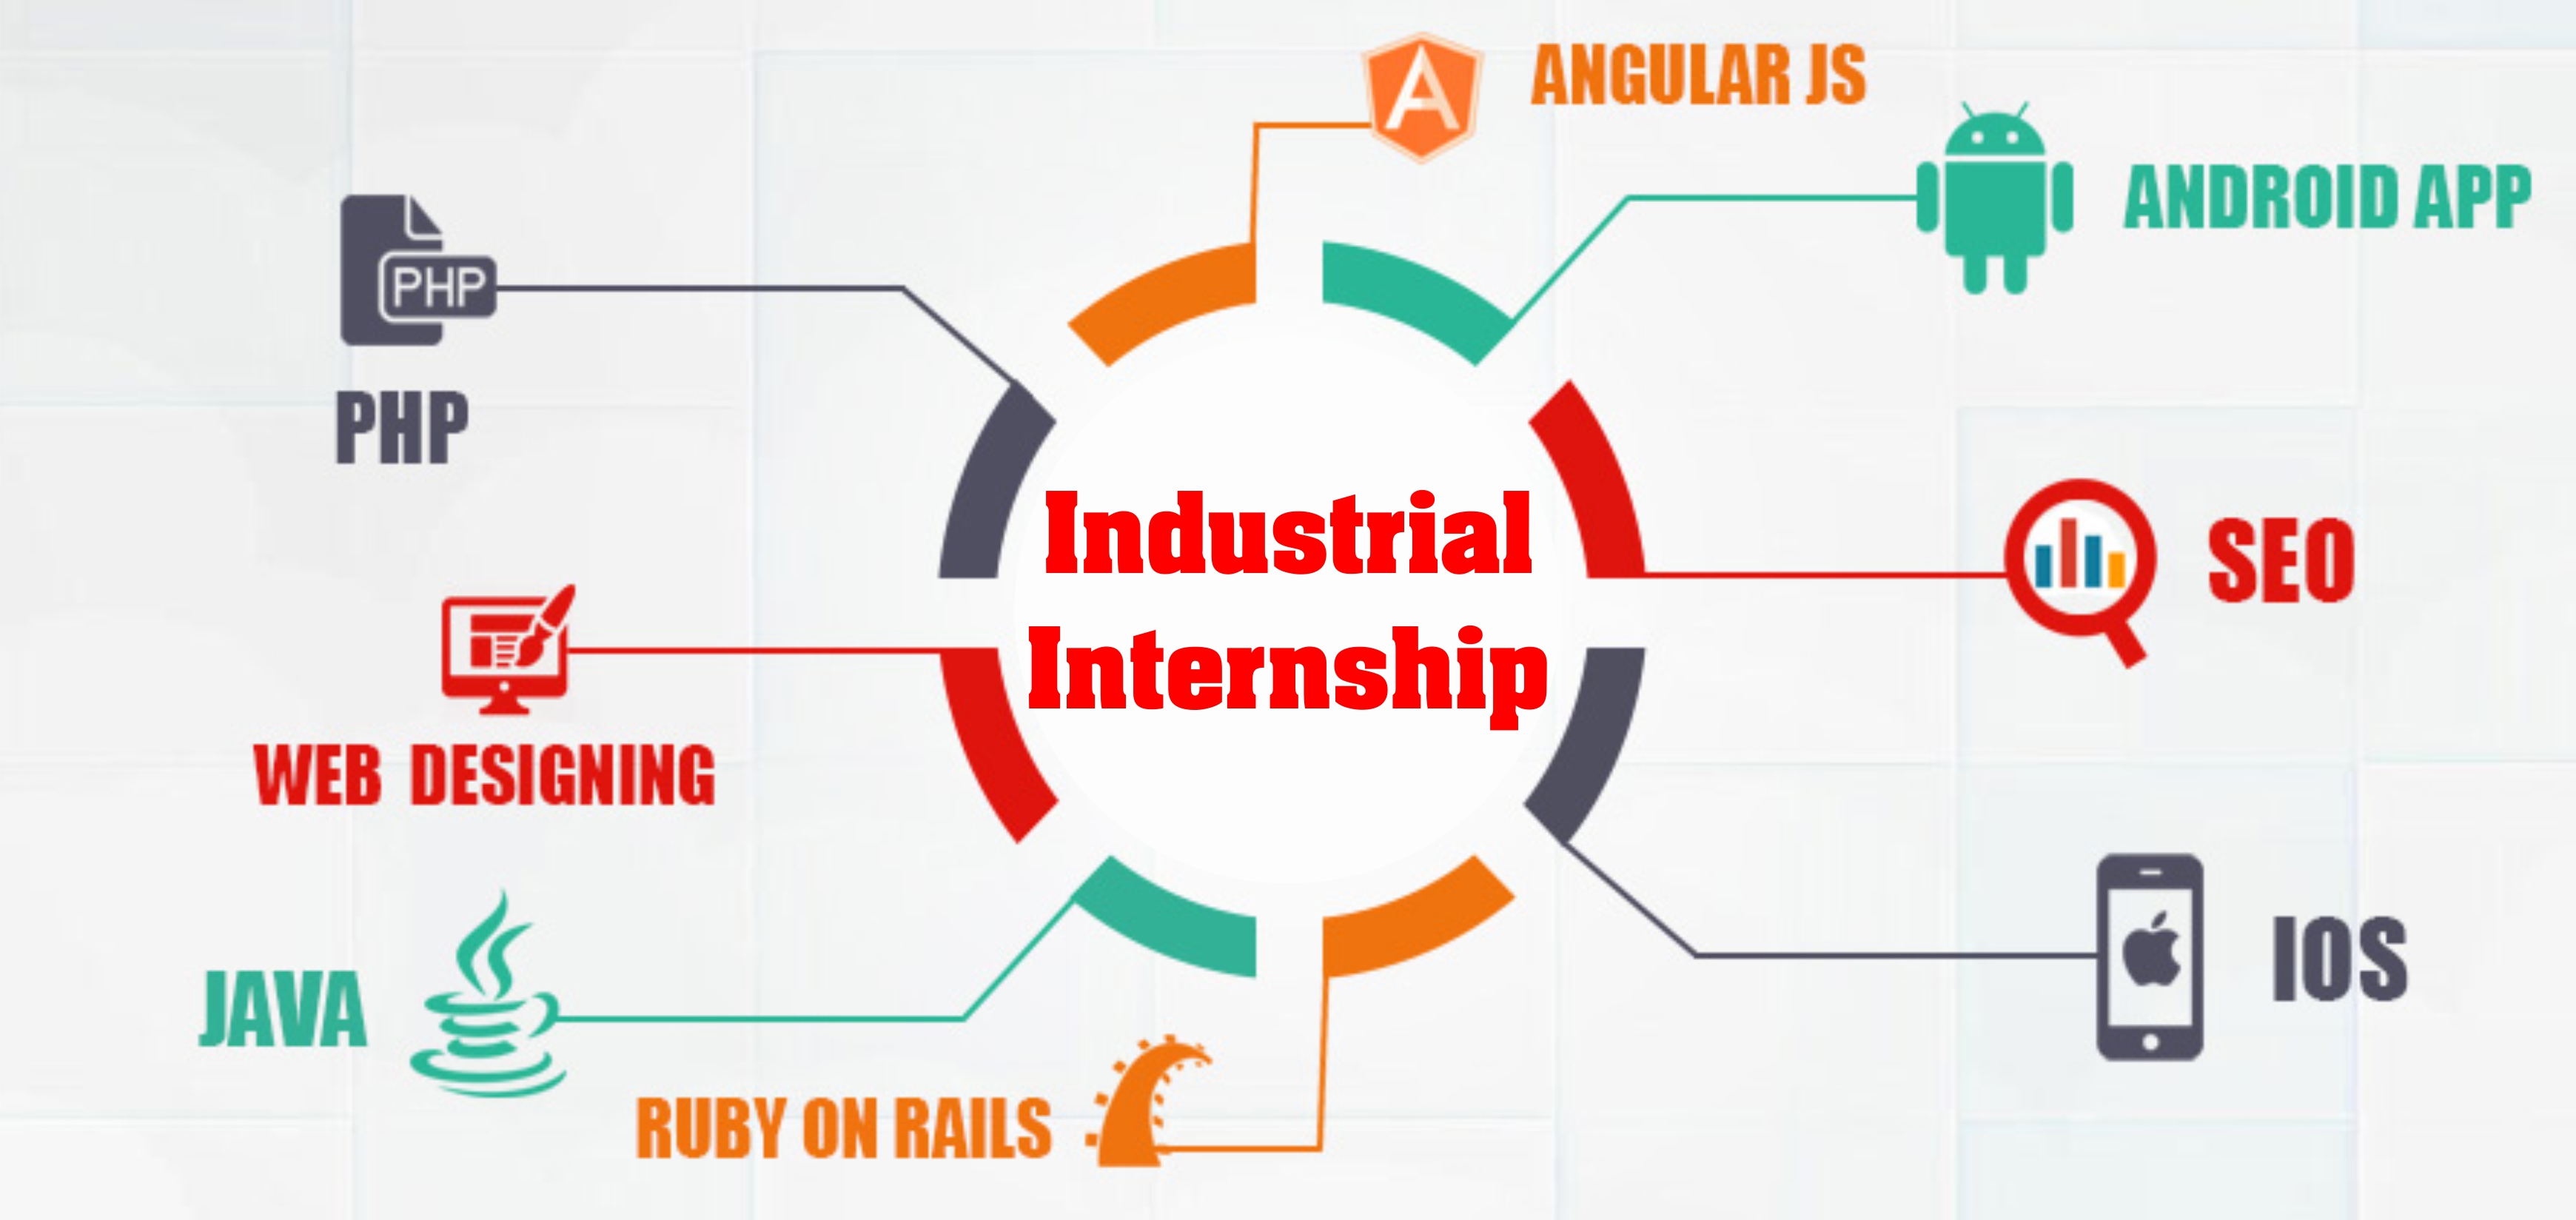 ANGULAR JS
ANDROID APP
PHP
PHP
Industrial
Internship
SEO
WEB DESIGNING
IOS
JAVA
RUBY ON RAILS